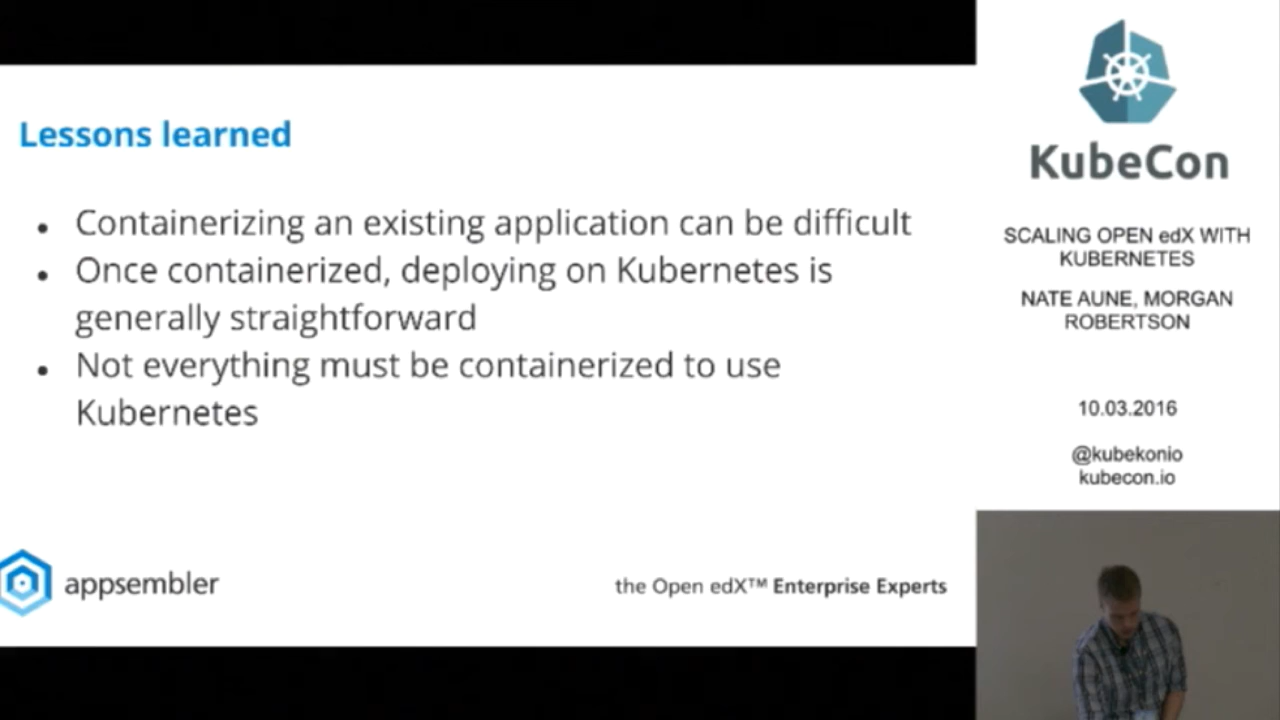 Lessons learned
• Containerizing an existing application can be difficult
• Once containerized, deploying on Kubernetes is
generally straightforward
• Not everything must be containerized to use
Kubernetes
appsembler
the Open edX™ Enterprise Experts
KubeCon
SCALING OPEN edX WITH
KUBERNETES
NATE AUNE, MORGAN
ROBERTSON
10.03.2016
@kubekonio
kubecon.io